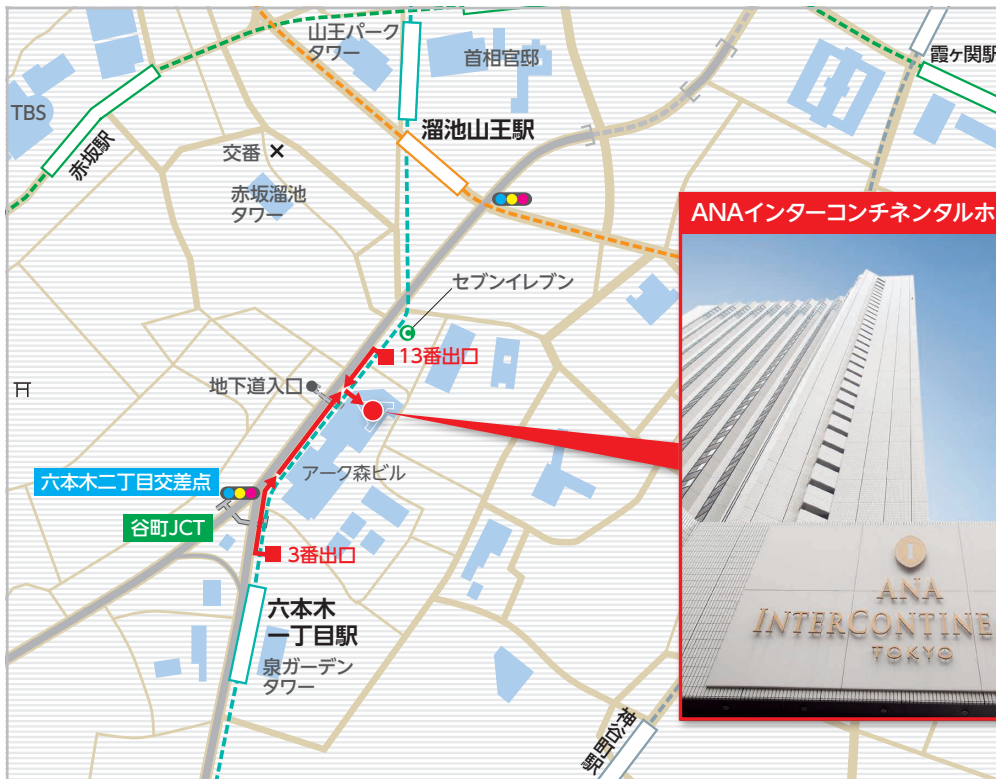 山王パーク
タワー
首相官邸
霞ヶ関駅
TBS
赤坂駅
溜池山王駅
交番
赤坂溜池
タワー
ANAインターコンチネンタルホ
セブンイレブン
13番出口
地下道入口
アーク森ビル
六本木二丁目交差点
谷町JCT
3番出口
六本木
一丁目駅
泉ガーデン
タワー
神谷町駅
ANA
INTERCONTINE
TOKYO